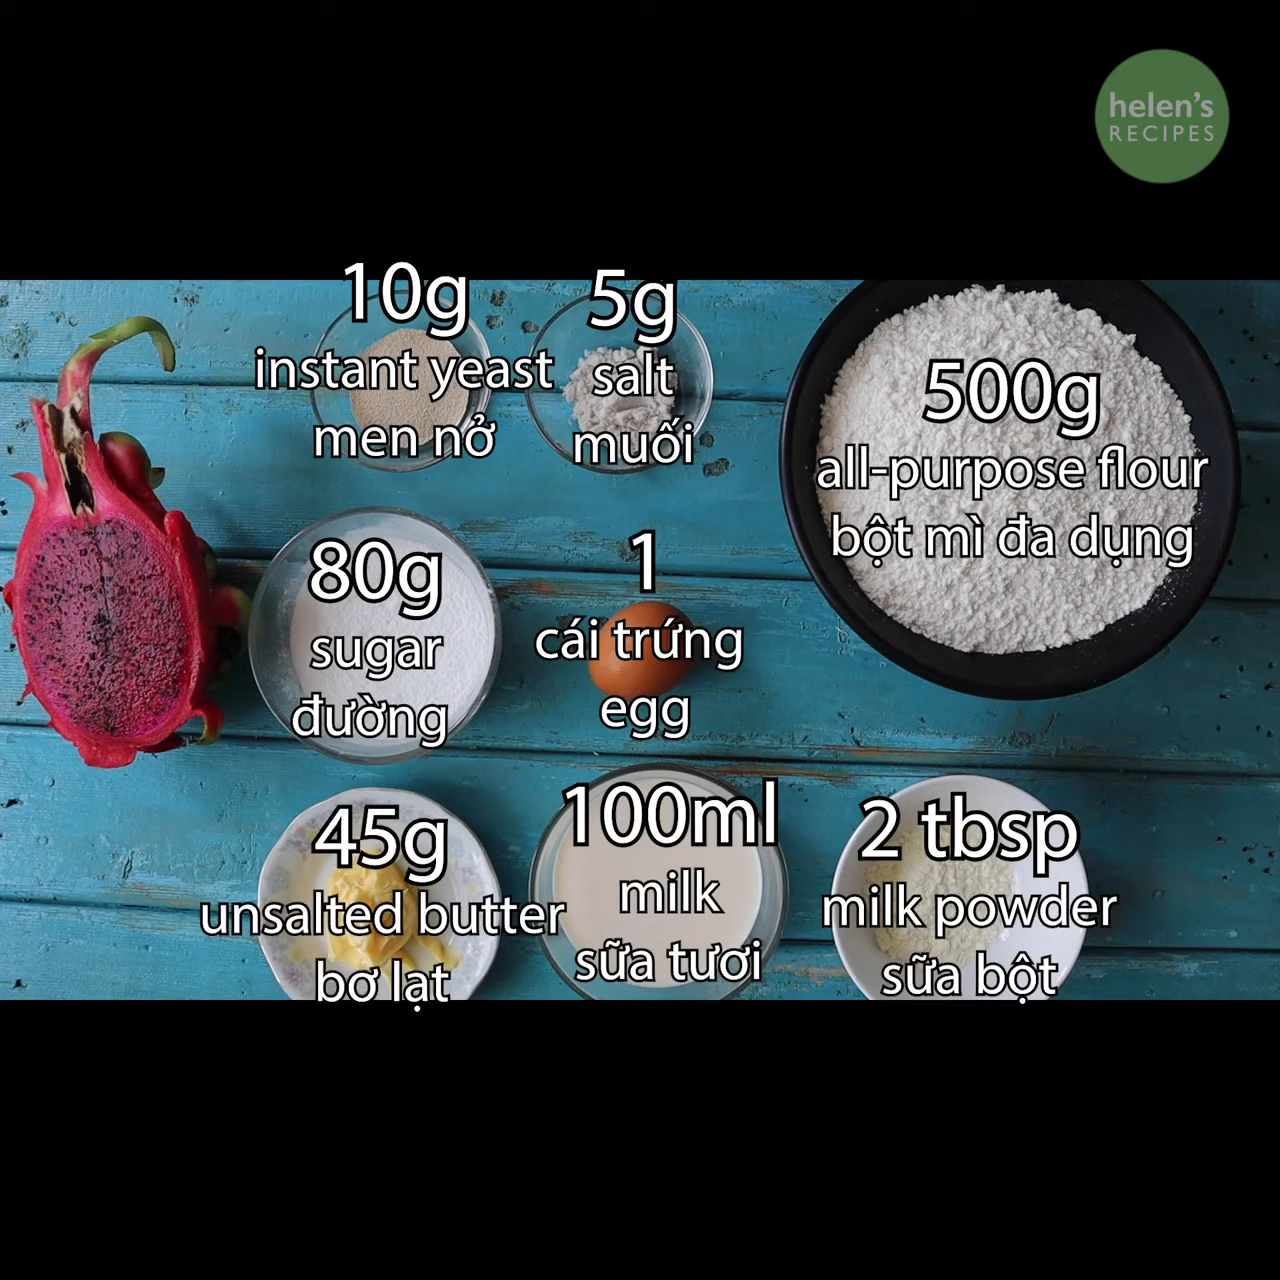 helen's
RECIPES
10g
instant yeast
men nở
5g
salt
muối
500g
all-purpose flour
bột mì đa dụng
80g
sugar
đường
1
cái trứng
egg
45g
unsalted butter
bơ lạt
100ml
milk
sữa tươi
2 tbsp
milk powder
sữa bột